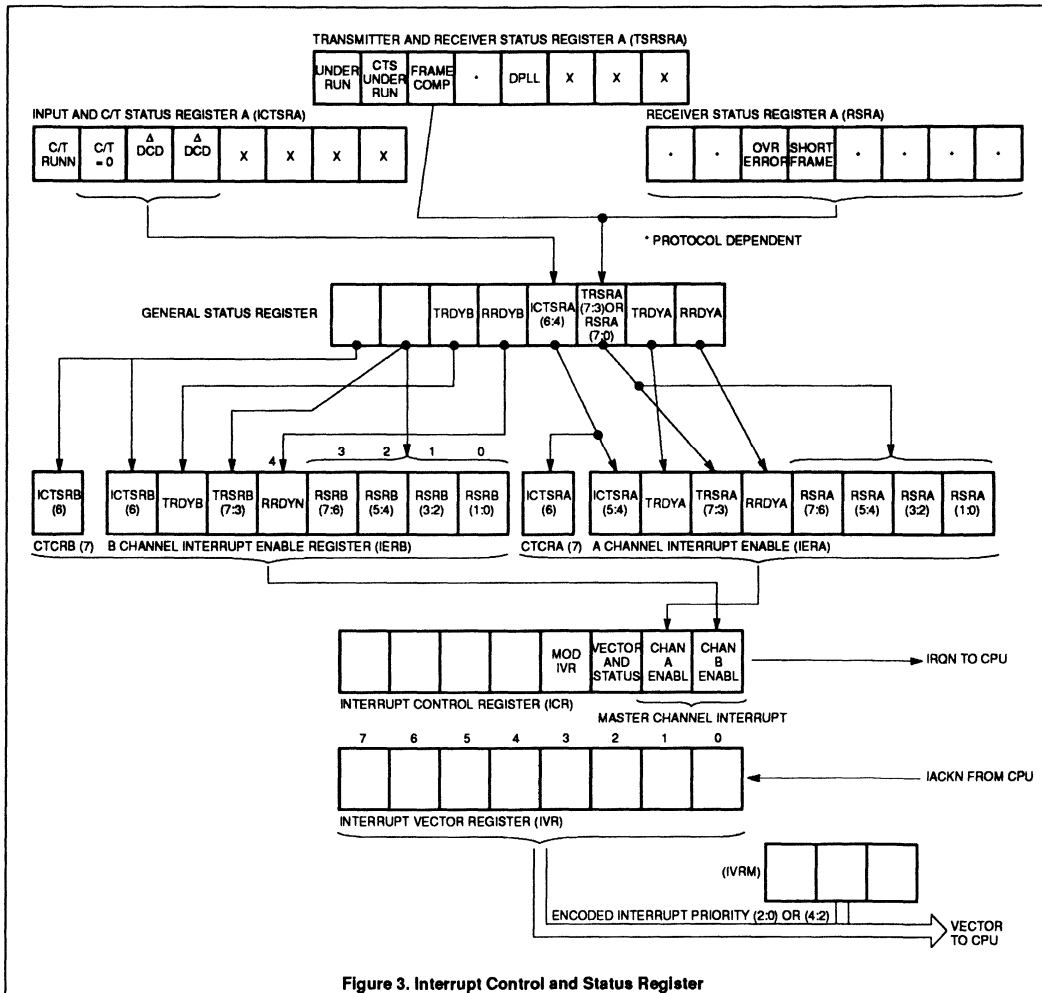 TRANSMITTER AND RECEIVER STATUS REGISTER A (TSRSRA)
UNDER RUN
CTS UNDER RUN
FRAME COMP
*
DPLL
X
X
X
INPUT AND C/T STATUS REGISTER A (ICTSRA)
C/T RUNN
C/T = 0
Δ DCD
Δ DCD
X
X
X
X
RECEIVER STATUS REGISTER A (RSRA)
*
*
OVR ERROR
SHORT FRAME
*
*
*
*
* PROTOCOL DEPENDENT
GENERAL STATUS REGISTER
TRDYB
RRDYB
ICTSRA (6:4)
TRSRA (7:3)OR RSRA (7:0)
TRDYA
RRDYA
4
3
2
1
0
ICTSRB (6)
ICTSRB (6)
TRDYB
TRSRB (7:3)
RRDYN
RSRB (7:6)
RSRB (5:4)
RSRB (3:2)
RSRB (1:0)
ICTSRA (6)
ICTSRA (5:4)
TRDYA
TRSRA (7:3)
RRDYA
RSRA (7:6)
RSRA (5:4)
RSRA (3:2)
RSRA (1:0)
CTCRB (7)
B CHANNEL INTERRUPT ENABLE REGISTER (IERB)
CTCRA (7)
A CHANNEL INTERRUPT ENABLE (IERA)
MOD IVR
VECTOR AND STATUS
CHAN A ENABL
CHAN B ENABL
IRQN TO CPU
INTERRUPT CONTROL REGISTER (ICR)
MASTER CHANNEL INTERRUPT
7 6 5 4 3 2 1 0
IACKN FROM CPU
INTERRUPT VECTOR REGISTER (IVR)
(IVRM)
ENCODED INTERRUPT PRIORITY (2:0) OR (4:2)
VECTOR TO CPU
Figure 3. Interrupt Control and Status Register